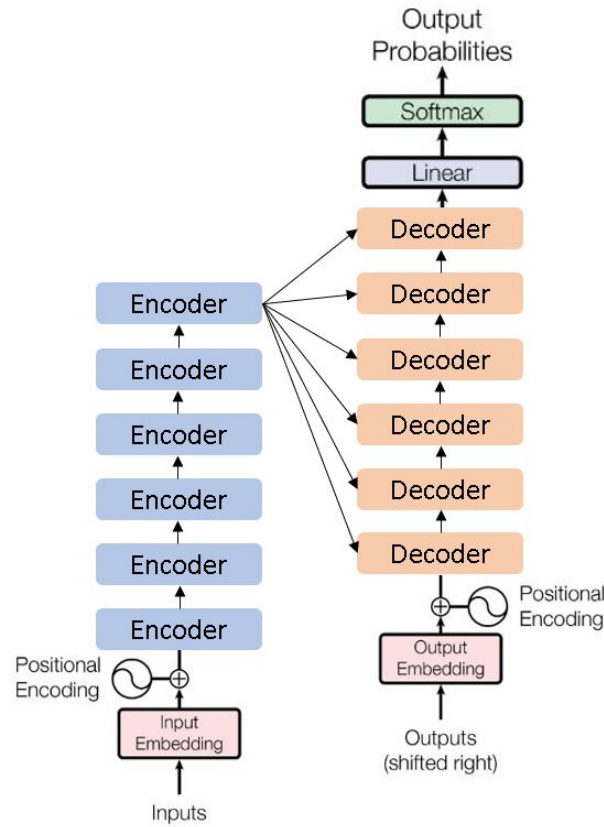 Output
Probabilities
Softmax
Linear
Decoder
Decoder
Decoder
Decoder
Decoder
Decoder
Positional
Encoding
Output
Embedding
Outputs
(shifted right)
Encoder
Encoder
Encoder
Encoder
Encoder
Encoder
Positional
Encoding
Input
Embedding
Inputs